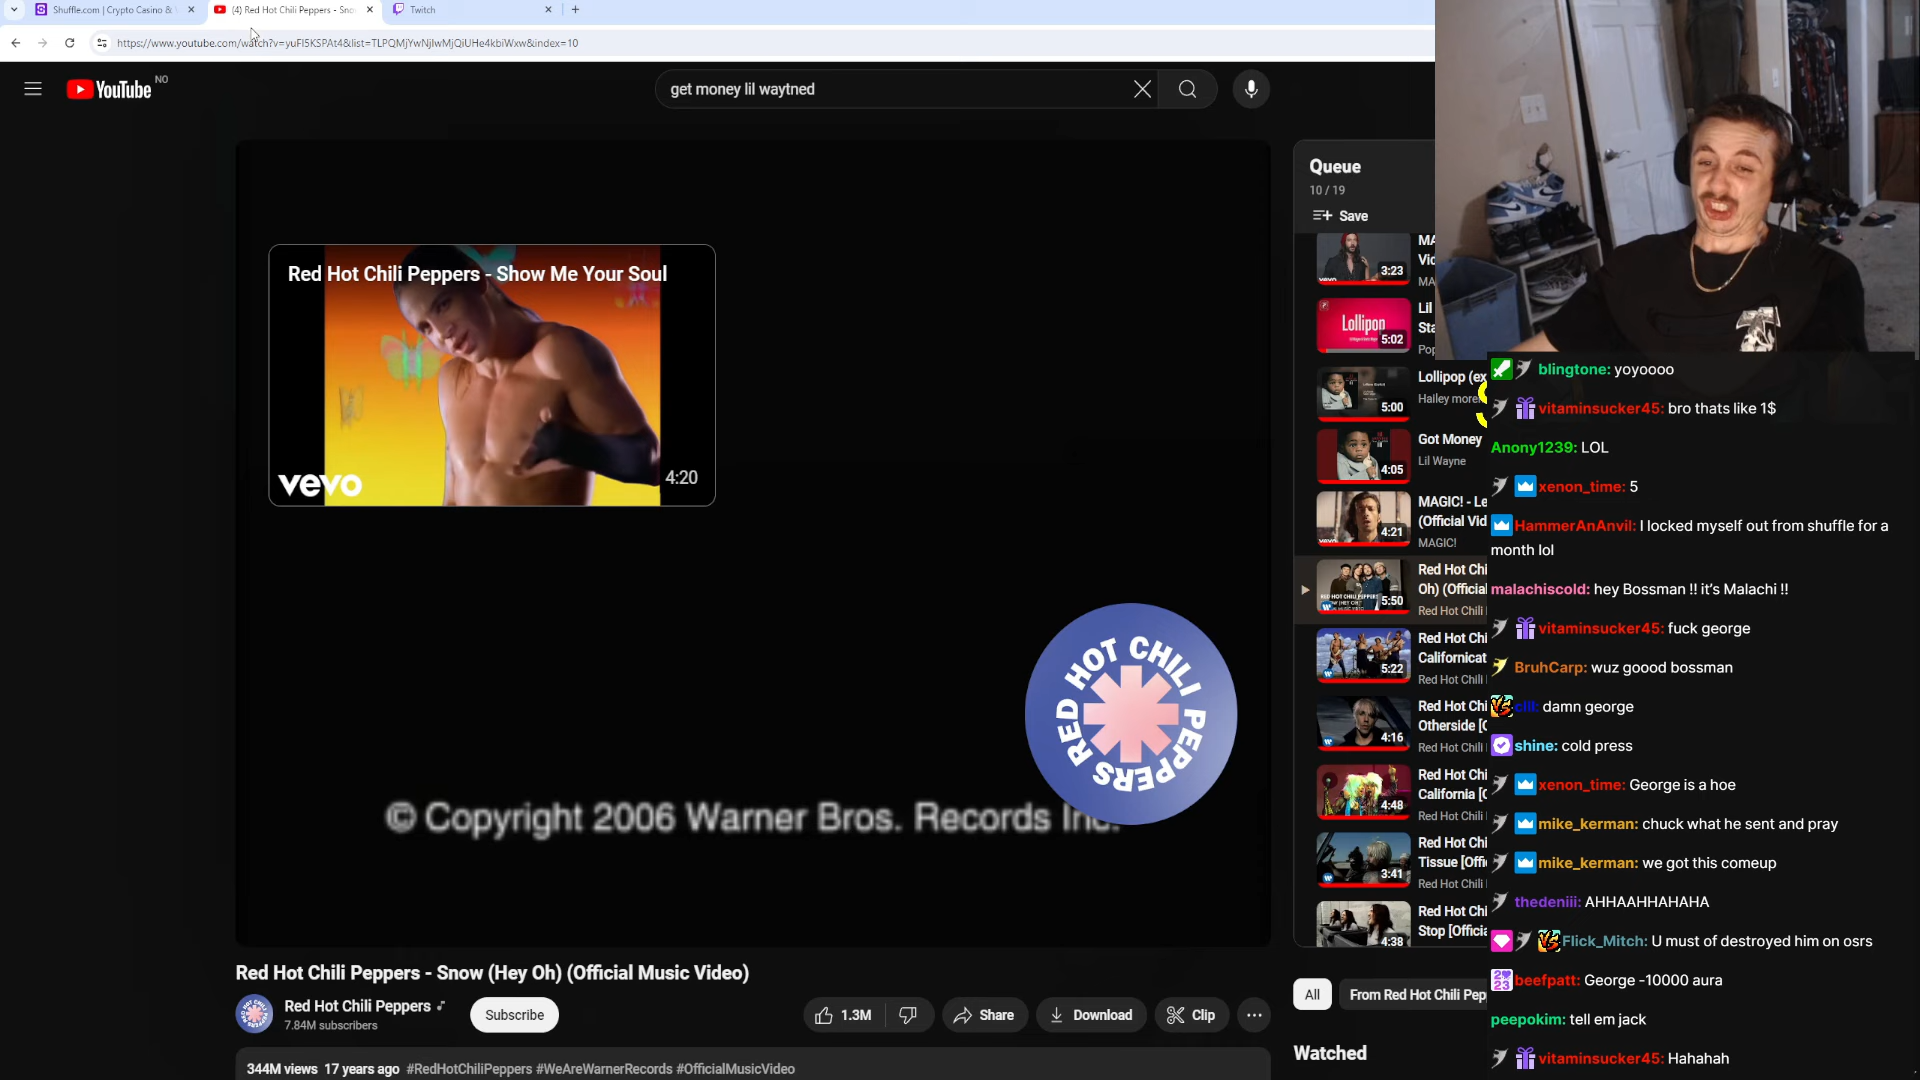 Shuffle.com | Crypto Casino &
(4) Red Hot Chili Peppers - Sno
Twitch
https://www.youtube.com/watch?v=yuFI5KSPAt4&list=TLPQMjYwNjIwMjQiUHe4kbiWxw&index=10
YouTube NO
get money lil waytned
Red Hot Chili Peppers - Show Me Your Soul
vevo
4:20
RED HOT CHILI PEPPERS
© Copyright 2006 Warner Bros. Records Inc.
Queue
10 / 19
Save
MA
Vic
MA
3:23
Lollipop
5:02
Lil
Sta
Pop
Lollipop (ex
Hailey more
5:00
Got Money
Lil Wayne
4:05
MAGIC! - Le
(Official Vid
MAGIC!
4:21
Red Hot Chi
Oh) (Official
Red Hot Chili
5:50
Red Hot Chi
Californicat
Red Hot Chili
5:22
Red Hot Chi
Otherside [O
Red Hot Chili
4:16
Red Hot Chi
California [O
Red Hot Chili
4:48
Red Hot Chi
Tissue [Offi
Red Hot Chili
3:41
Red Hot Chi
Stop [Officia
4:38
All
From Red Hot Chili Pep
Watched
Red Hot Chili Peppers - Snow (Hey Oh) (Official Music Video)
Red Hot Chili Peppers
7.84M subscribers
Subscribe
1.3M
Share
Download
Clip
344M views 17 years ago #RedHotChiliPeppers #WeAreWarnerRecords #OfficialMusicVideo
blingtone: yoyoooo
vitaminsucker45: bro thats like 1$
Anony1239: LOL
xenon_time: 5
HammerAnAnvil: I locked myself out from shuffle for a
month lol
malachiscold: hey Bossman !! it's Malachi !!
vitaminsucker45: fuck george
BruhCarp: wuz goood bossman
damn george
shine: cold press
xenon_time: George is a hoe
mike_kerman: chuck what he sent and pray
mike_kerman: we got this comeup
thedeniii: AHHAAHHAHAHA
Flick_Mitch: U must of destroyed him on osrs
beefpatt: George -10000 aura
peepokim: tell em jack
vitaminsucker45: Hahahah